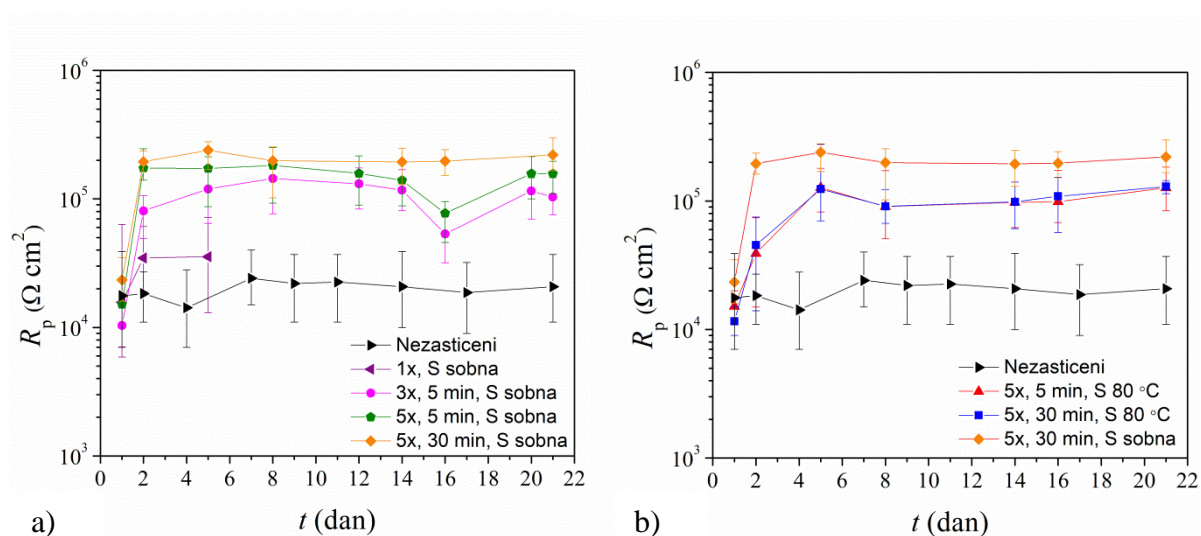 10^6
10^5
10^4
10^3
R_p (Ω cm^2)
Nezasticeni
1x, S sobna
3x, 5 min, S sobna
5x, 5 min, S sobna
5x, 30 min, S sobna
0 2 4 6 8 10 12 14 16 18 20 22
t (dan)
a)
10^6
10^5
10^4
10^3
R_p (Ω cm^2)
Nezasticeni
5x, 5 min, S 80 °C
5x, 30 min, S 80 °C
5x, 30 min, S sobna
0 2 4 6 8 10 12 14 16 18 20 22
t (dan)
b)